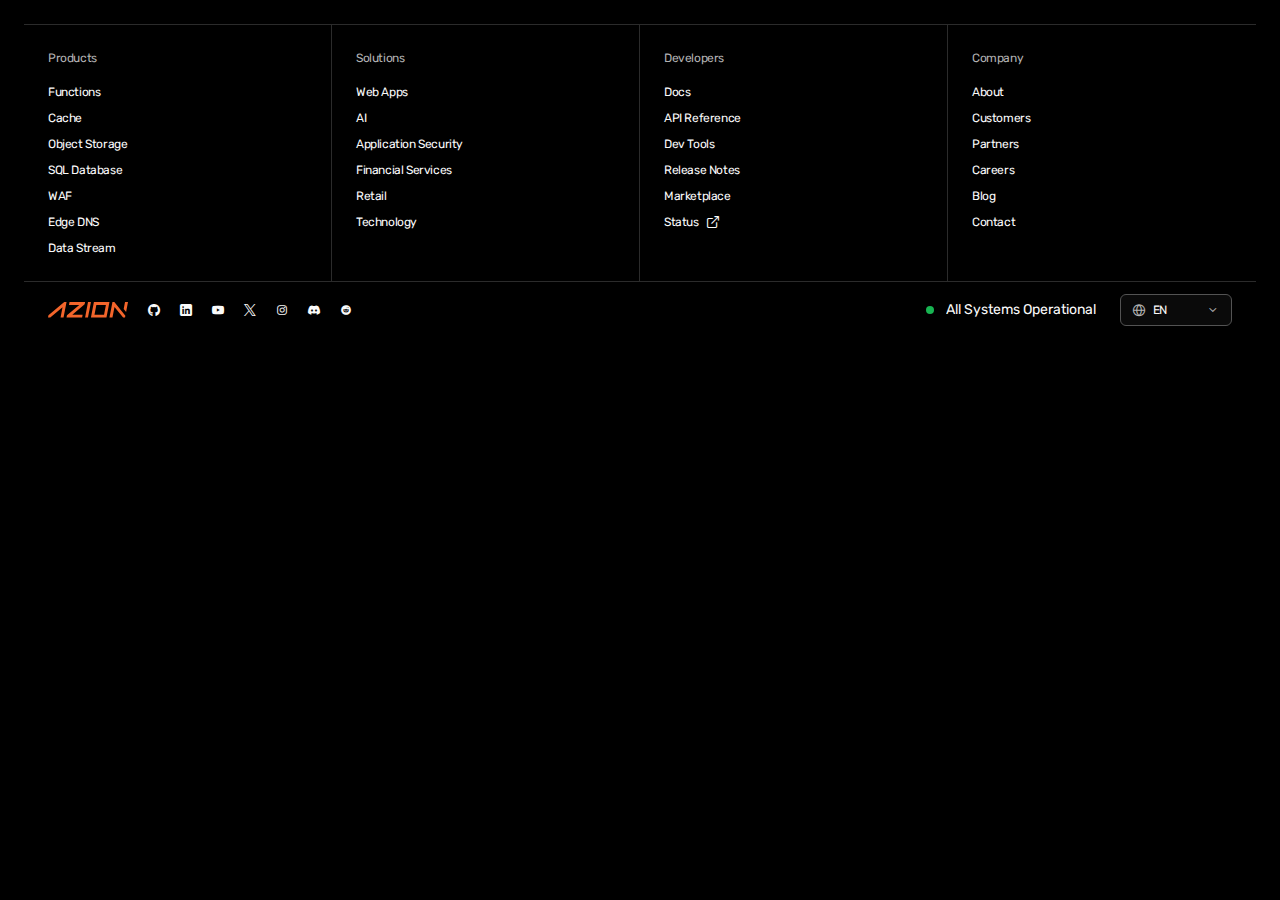 Products
Functions
Cache
Object Storage
SQL Database
WAF
Edge DNS
Data Stream
Solutions
Web Apps
AI
Application Security
Financial Services
Retail
Technology
Developers
Docs
API Reference
Dev Tools
Release Notes
Marketplace
Status
Company
About
Customers
Partners
Careers
Blog
Contact
AZION
All Systems Operational
EN